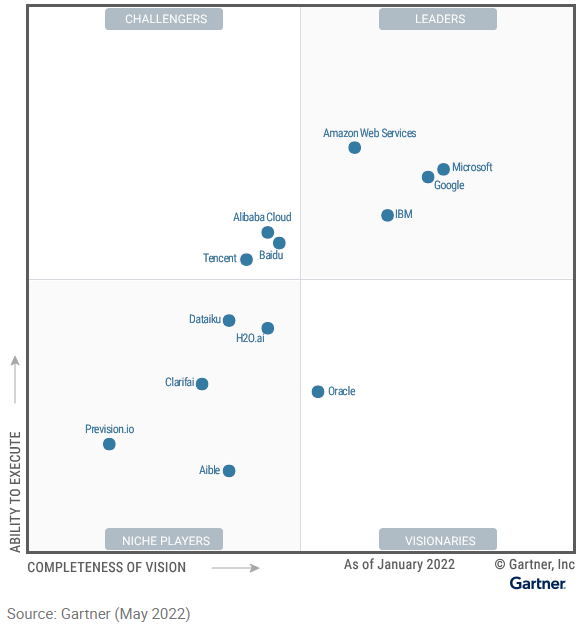 CHALLENGERS
LEADERS
Amazon Web Services
Microsoft
Google
IBM
Alibaba Cloud
Baidu
Tencent
Dataiku
H2O.ai
Clarifai
Oracle
Prevision.io
Aible
ABILITY TO EXECUTE
NICHE PLAYERS
VISIONARIES
COMPLETENESS OF VISION
As of January 2022
© Gartner, Inc
Gartner
Source: Gartner (May 2022)